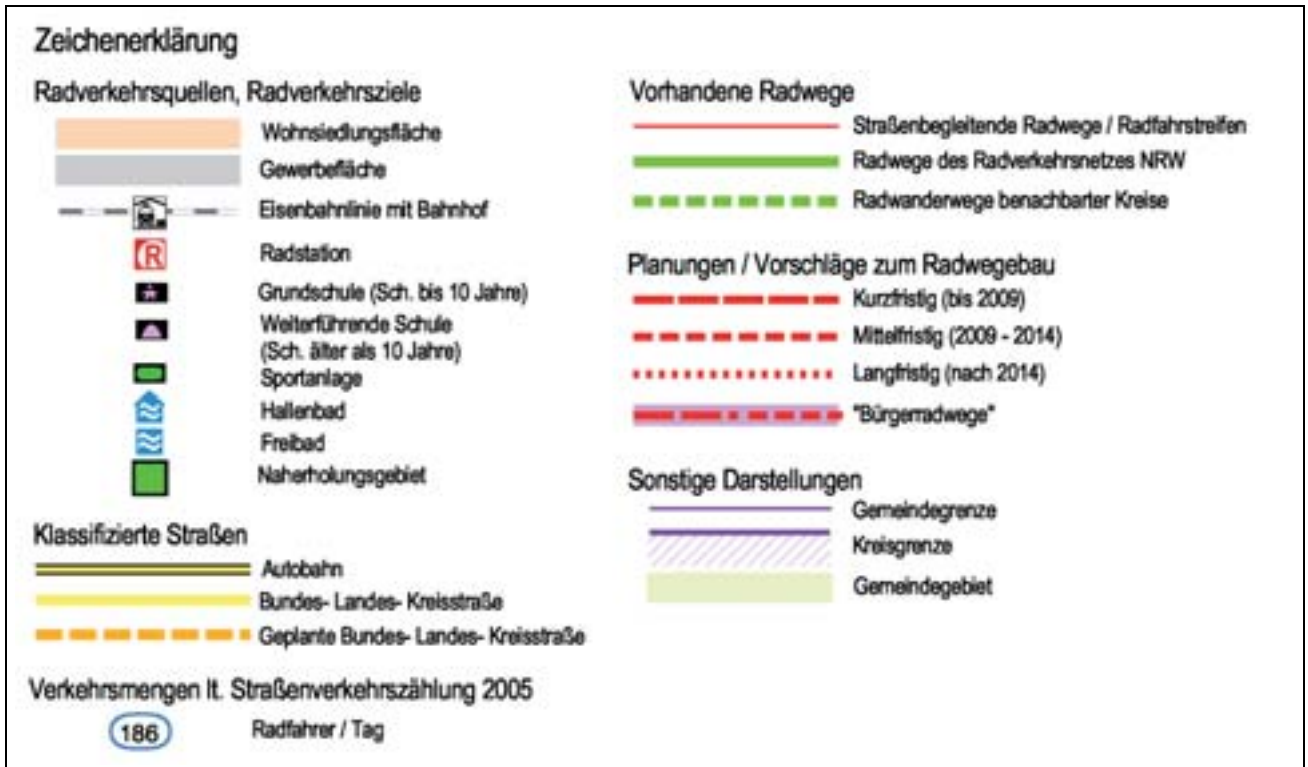 Zeichenerklärung
Radverkehrsquellen, Radverkehrsziele
Wohnsiedlungsfläche
Gewerbefläche
Eisenbahnlinie mit Bahnhof
R
Radstation
Grundschule (Sch. bis 10 Jahre)
Weiterführende Schule
(Sch. älter als 10 Jahre)
Sportanlage
Hallenbad
Freibad
Naherholungsgebiet
Klassifizierte Straßen
Autobahn
Bundes- Landes- Kreisstraße
Geplante Bundes- Landes- Kreisstraße
Verkehrsmengen lt. Straßenverkehrszählung 2005
186 Radfahrer / Tag
Vorhandene Radwege
Straßenbegleitende Radwege / Radfahrstreifen
Radwege des Radverkehrsnetzes NRW
Radwanderwege benachbarter Kreise
Planungen / Vorschläge zum Radwegebau
Kurzfristig (bis 2009)
Mittelfristig (2009 - 2014)
Langfristig (nach 2014)
"Bürgerradwege"
Sonstige Darstellungen
Gemeindegrenze
Kreisgrenze
Gemeindegebiet